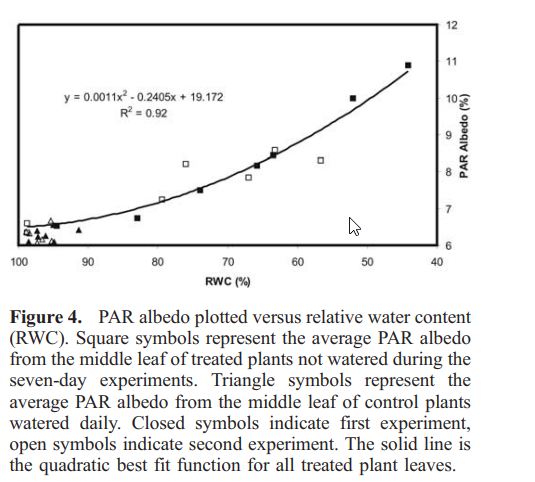 12
11
y = 0.0011x² - 0.2405x + 19.172
R² = 0.92
10
9
8
7
6
PAR Albedo (%)
100 90 80 70 60 50 40
RWC (%)
Figure 4. PAR albedo plotted versus relative water content
(RWC). Square symbols represent the average PAR albedo
from the middle leaf of treated plants not watered during the
seven-day experiments. Triangle symbols represent the
average PAR albedo from the middle leaf of control plants
watered daily. Closed symbols indicate first experiment,
open symbols indicate second experiment. The solid line is
the quadratic best fit function for all treated plant leaves.